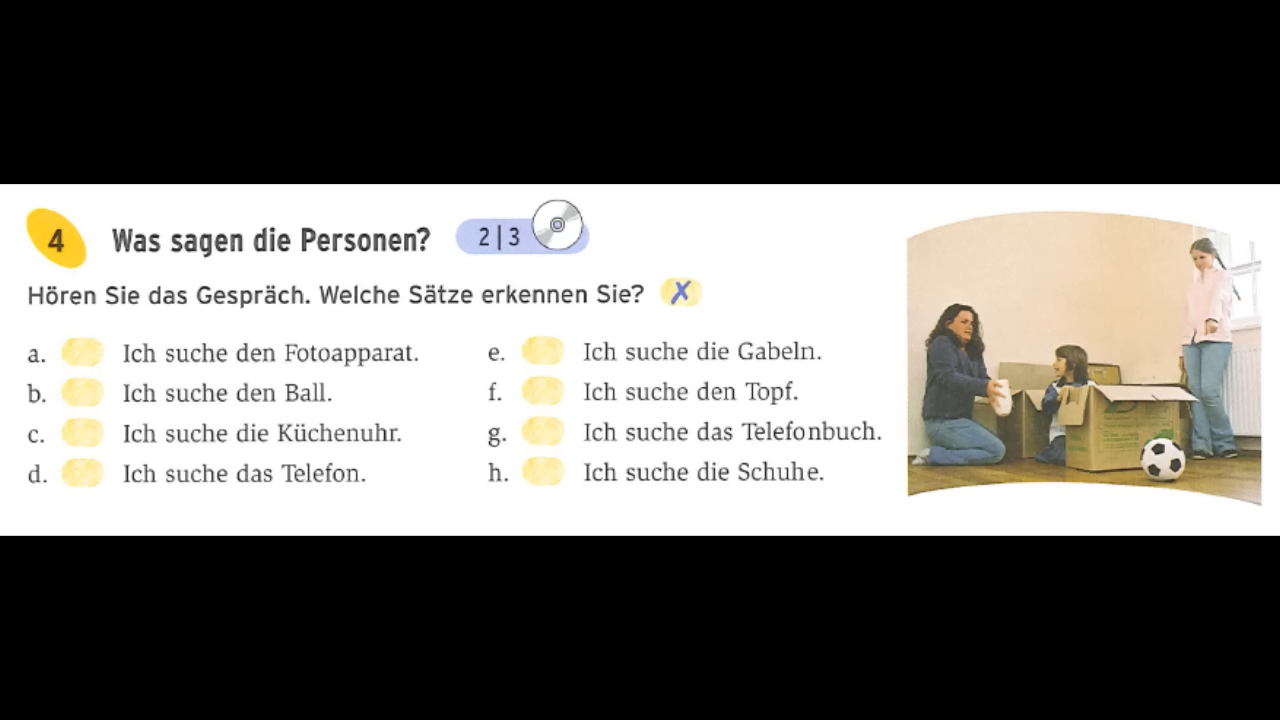 4 Was sagen die Personen? 2|3
Hören Sie das Gespräch. Welche Sätze erkennen Sie? X
a. Ich suche den Fotoapparat.
b. Ich suche den Ball.
c. Ich suche die Küchenuhr.
d. Ich suche das Telefon.
e. Ich suche die Gabeln.
f. Ich suche den Topf.
g. Ich suche das Telefonbuch.
h. Ich suche die Schuhe.